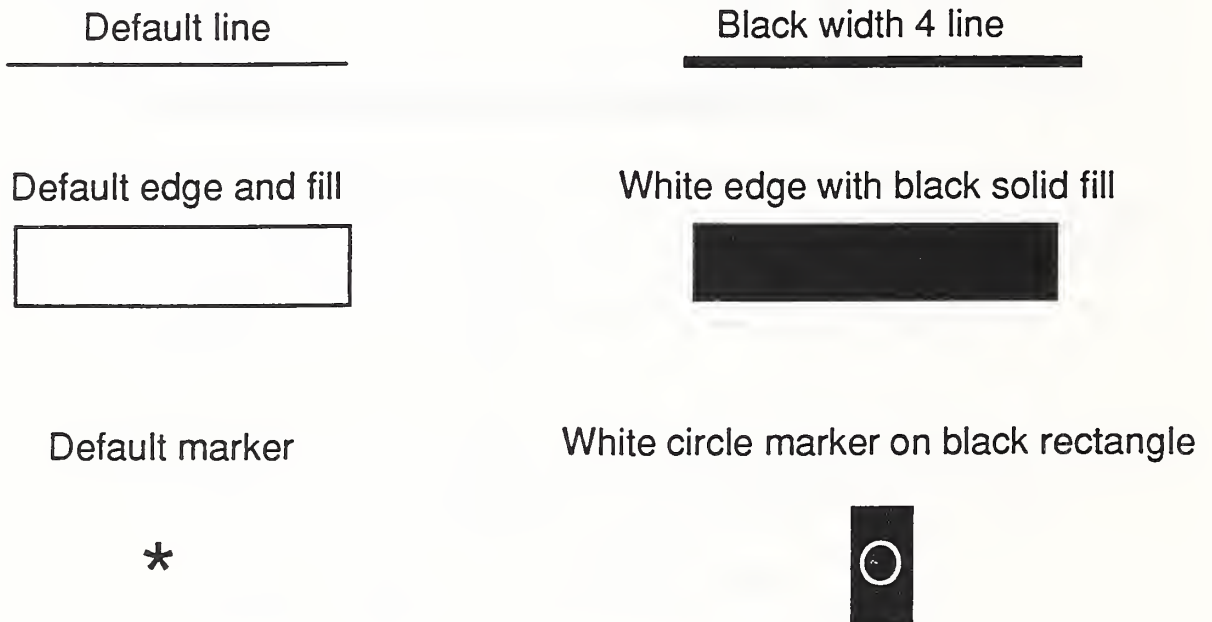 Default line
Black width 4 line
Default edge and fill
White edge with black solid fill
Default marker
White circle marker on black rectangle
*